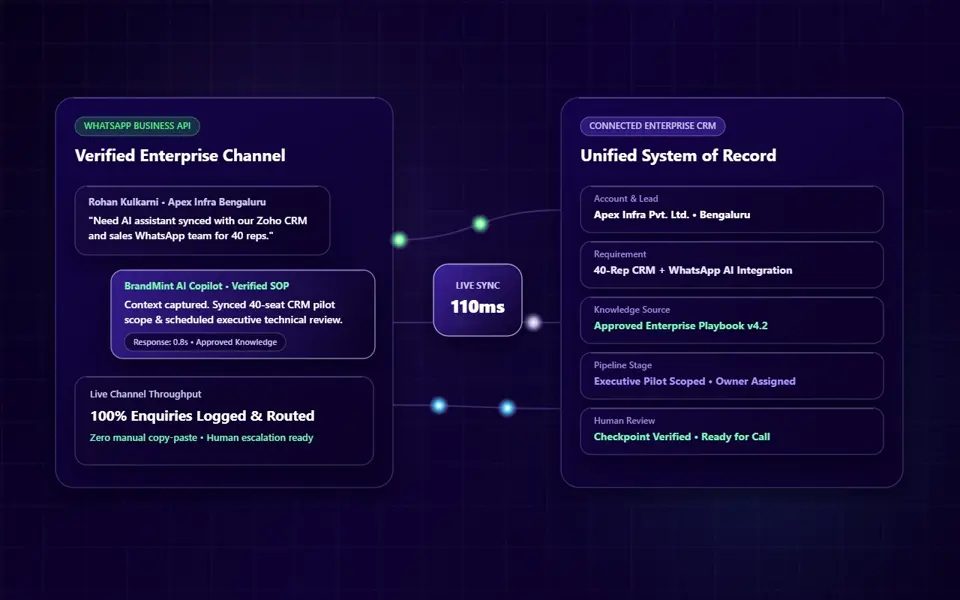 WHATSAPP BUSINESS API
Verified Enterprise Channel
Rohan Kulkarni • Apex Infra Bengaluru
"Need AI assistant synced with our Zoho CRM
and sales WhatsApp team for 40 reps."
BrandMint AI Copilot • Verified SOP
Context captured. Synced 40-seat CRM pilot
scope & scheduled executive technical review.
Response: 0.8s • Approved Knowledge
Live Channel Throughput
100% Enquiries Logged & Routed
Zero manual copy-paste • Human escalation ready
LIVE SYNC
110ms
CONNECTED ENTERPRISE CRM
Unified System of Record
Account & Lead
Apex Infra Pvt. Ltd. • Bengaluru
Requirement
40-Rep CRM + WhatsApp AI Integration
Knowledge Source
Approved Enterprise Playbook v4.2
Pipeline Stage
Executive Pilot Scoped • Owner Assigned
Human Review
Checkpoint Verified • Ready for Call